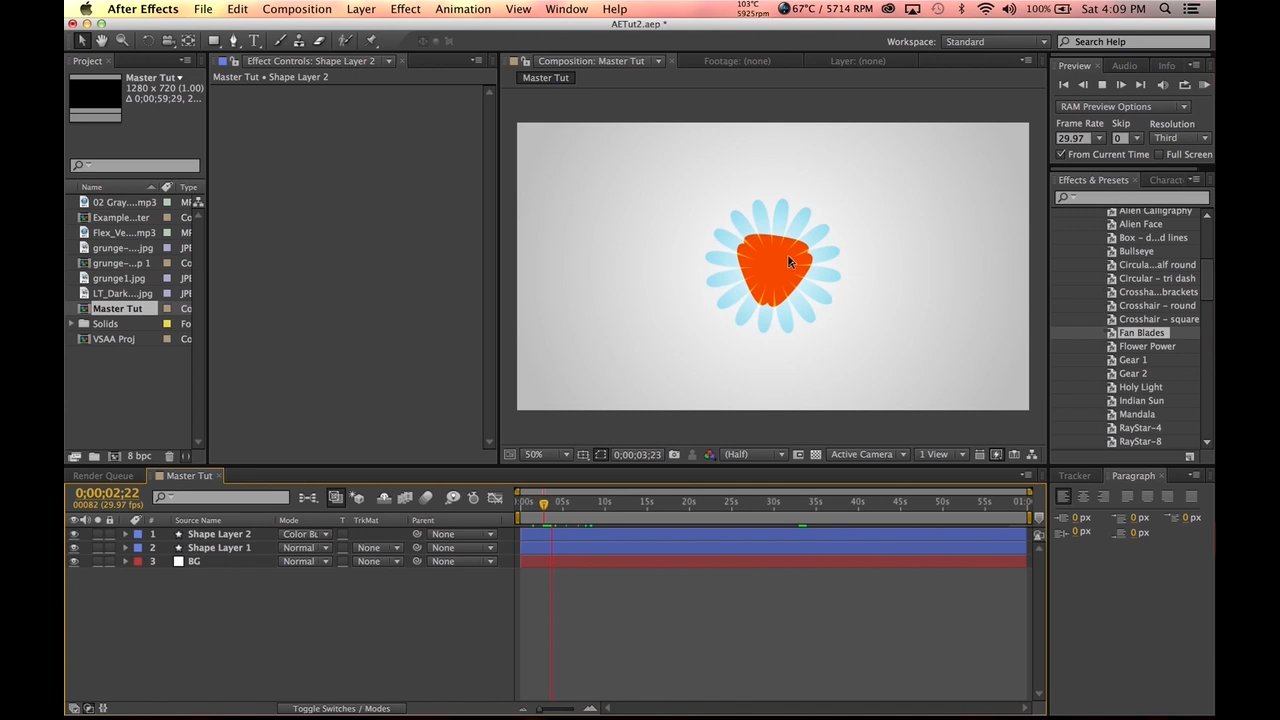 After Effects File Edit Composition Layer Effect Animation View Window Help 103°C 5925rpm 67°C / 5714 RPM 100% Sat 4:09 PM
AETut2.aep *
Workspace: Standard Search Help
Project Effect Controls: Shape Layer 2 Composition: Master Tut Footage: (none) Layer: (none) Preview Audio Info
Master Tut Master Tut • Shape Layer 2 Master Tut
1280 x 720 (1.00)
Δ 0;00;59;29, 2...
RAM Preview Options
Frame Rate Skip Resolution
29.97 0 Third
From Current Time Full Screen
Effects & Presets Charact
Name Type
02 Gray....mp3 MP
Example...ter Co
Flex_Ve....mp3
grunge-....jpg JPE
grunge-...p 1 Co
grunge1.jpg JPE
LT_Dark....jpg JPE
Master Tut Co
Solids Fo
VSAA Proj Co
Alien Calligraphy
Alien Face
Box - d...d lines
Bullseye
Circula...alf round
Circular - tri dash
Crossha...brackets
Crosshair - round
Crosshair - square
Fan Blades
Flower Power
Gear 1
Gear 2
Holy Light
Indian Sun
Mandala
RayStar-4
RayStar-8
8 bpc 50% 0;00;03;23 (Half) Active Camera 1 View
Render Queue Master Tut Tracker Paragraph
0;00;02;22
00082 (29.97 fps)
:00s 05s 10s 15s 20s 25s 30s 35s 40s 45s 50s 55s 01:0
0 px 0 px 0 px
0 px 0 px
# Source Name Mode T TrkMat Parent
1 Shape Layer 2 Color Bu None
2 Shape Layer 1 Normal None None
3 BG Normal None None
Toggle Switches / Modes